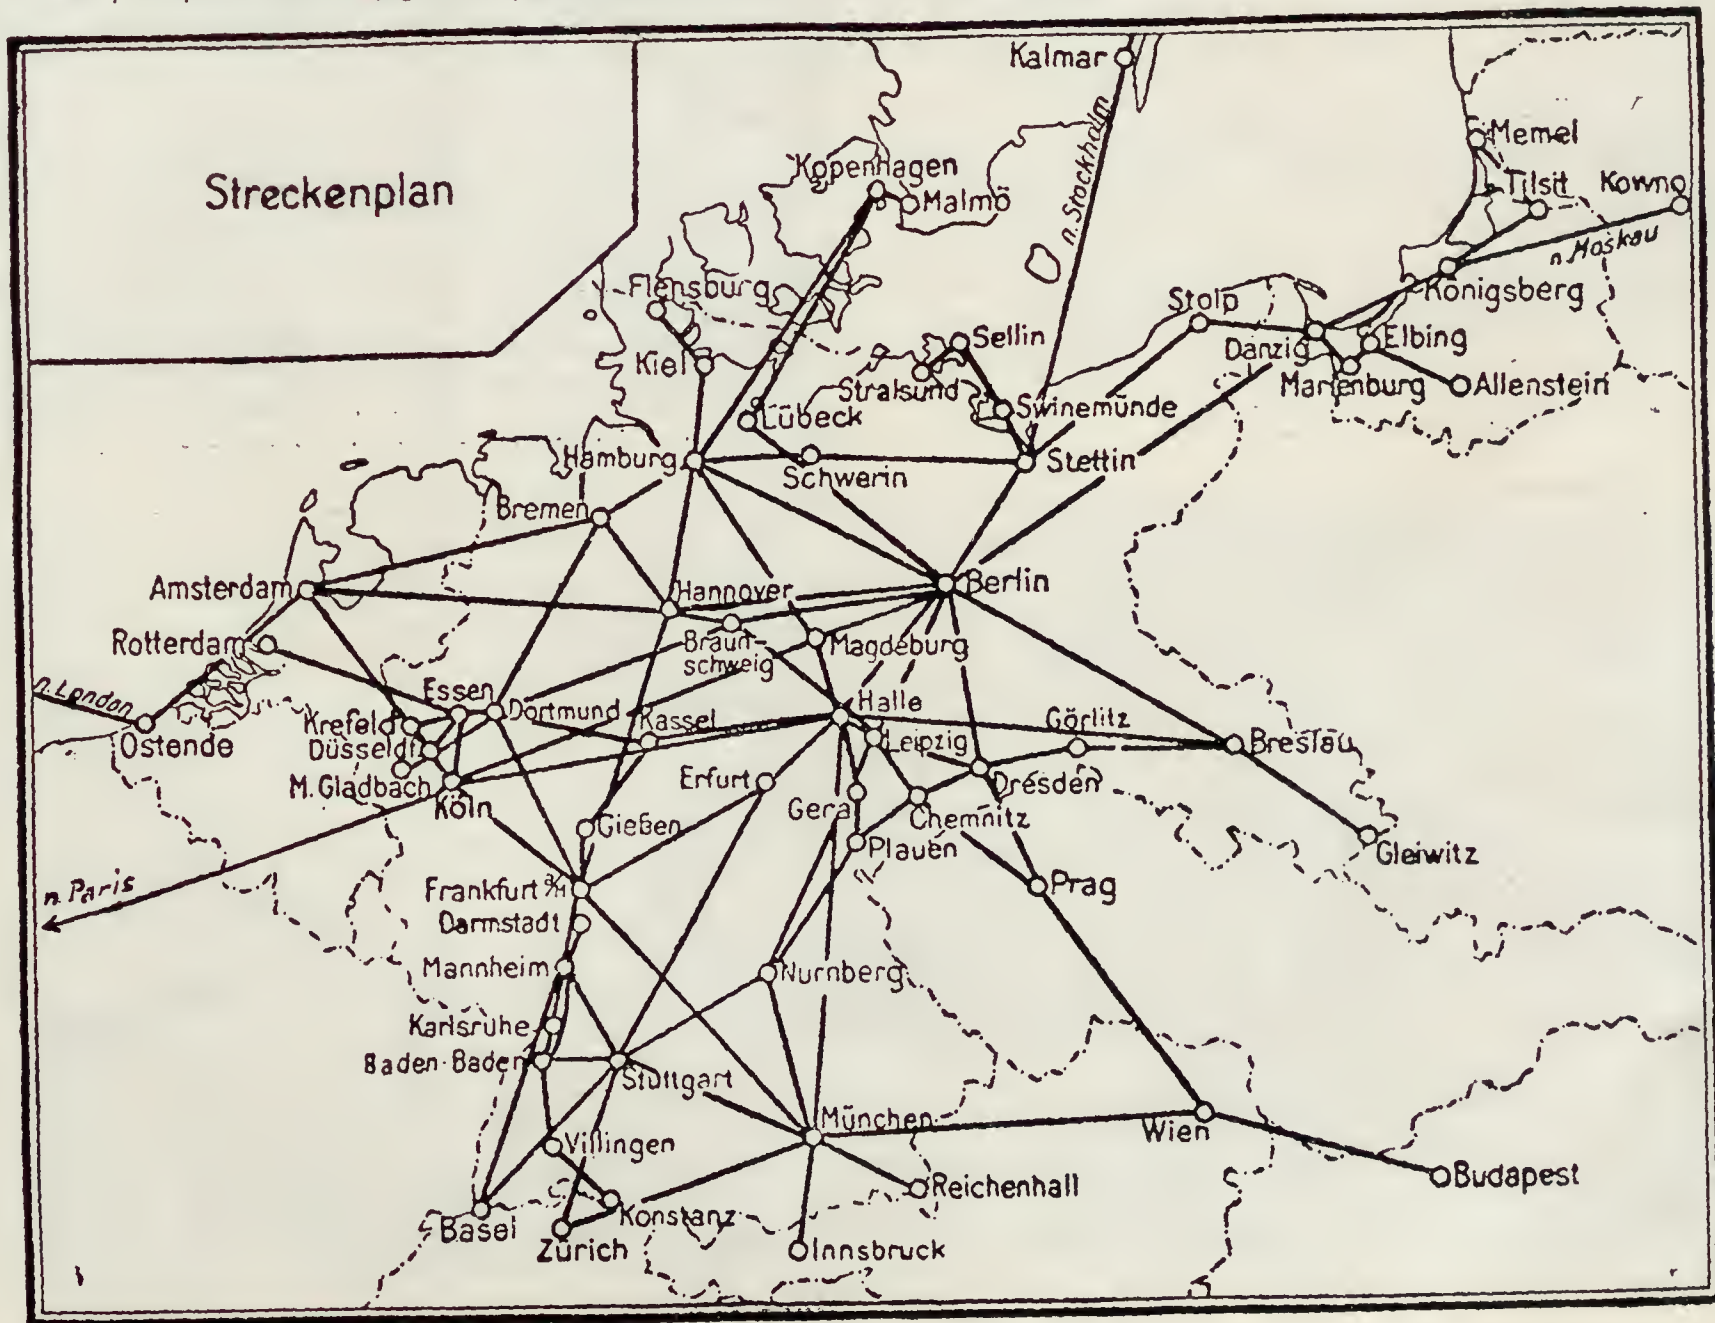 Streckenplan
Kalmar
n. Stockholm
Memel
Tilsit
Kowno
n. Moskau
Königsberg
Kopenhagen
Malmö
Flensburg
Kiel
Sellin
Stralsund
Swinemünde
Stolp
Danzig
Elbing
Marienburg
Allenstein
Lübeck
Hamburg
Schwerin
Stettin
Bremen
Amsterdam
Hannover
Berlin
Rotterdam
Braun-
schweig
Magdeburg
n. London
Ostende
Essen
Krefeld
Düsseldf.
M. Gladbach
Köln
Dortmund
Kassel
Halle
Leipzig
Görlitz
Breslau
Erfurt
Gera
Dresden
Chemnitz
Gießen
Plauen
Gleiwitz
n. Paris
Frankfurt a/M
Prag
Darmstadt
Mannheim
Nürnberg
Karlsruhe
Baden-Baden
Stuttgart
München
Wien
Villingen
Budapest
Reichenhall
Basel
Konstanz
Zürich
Innsbruck